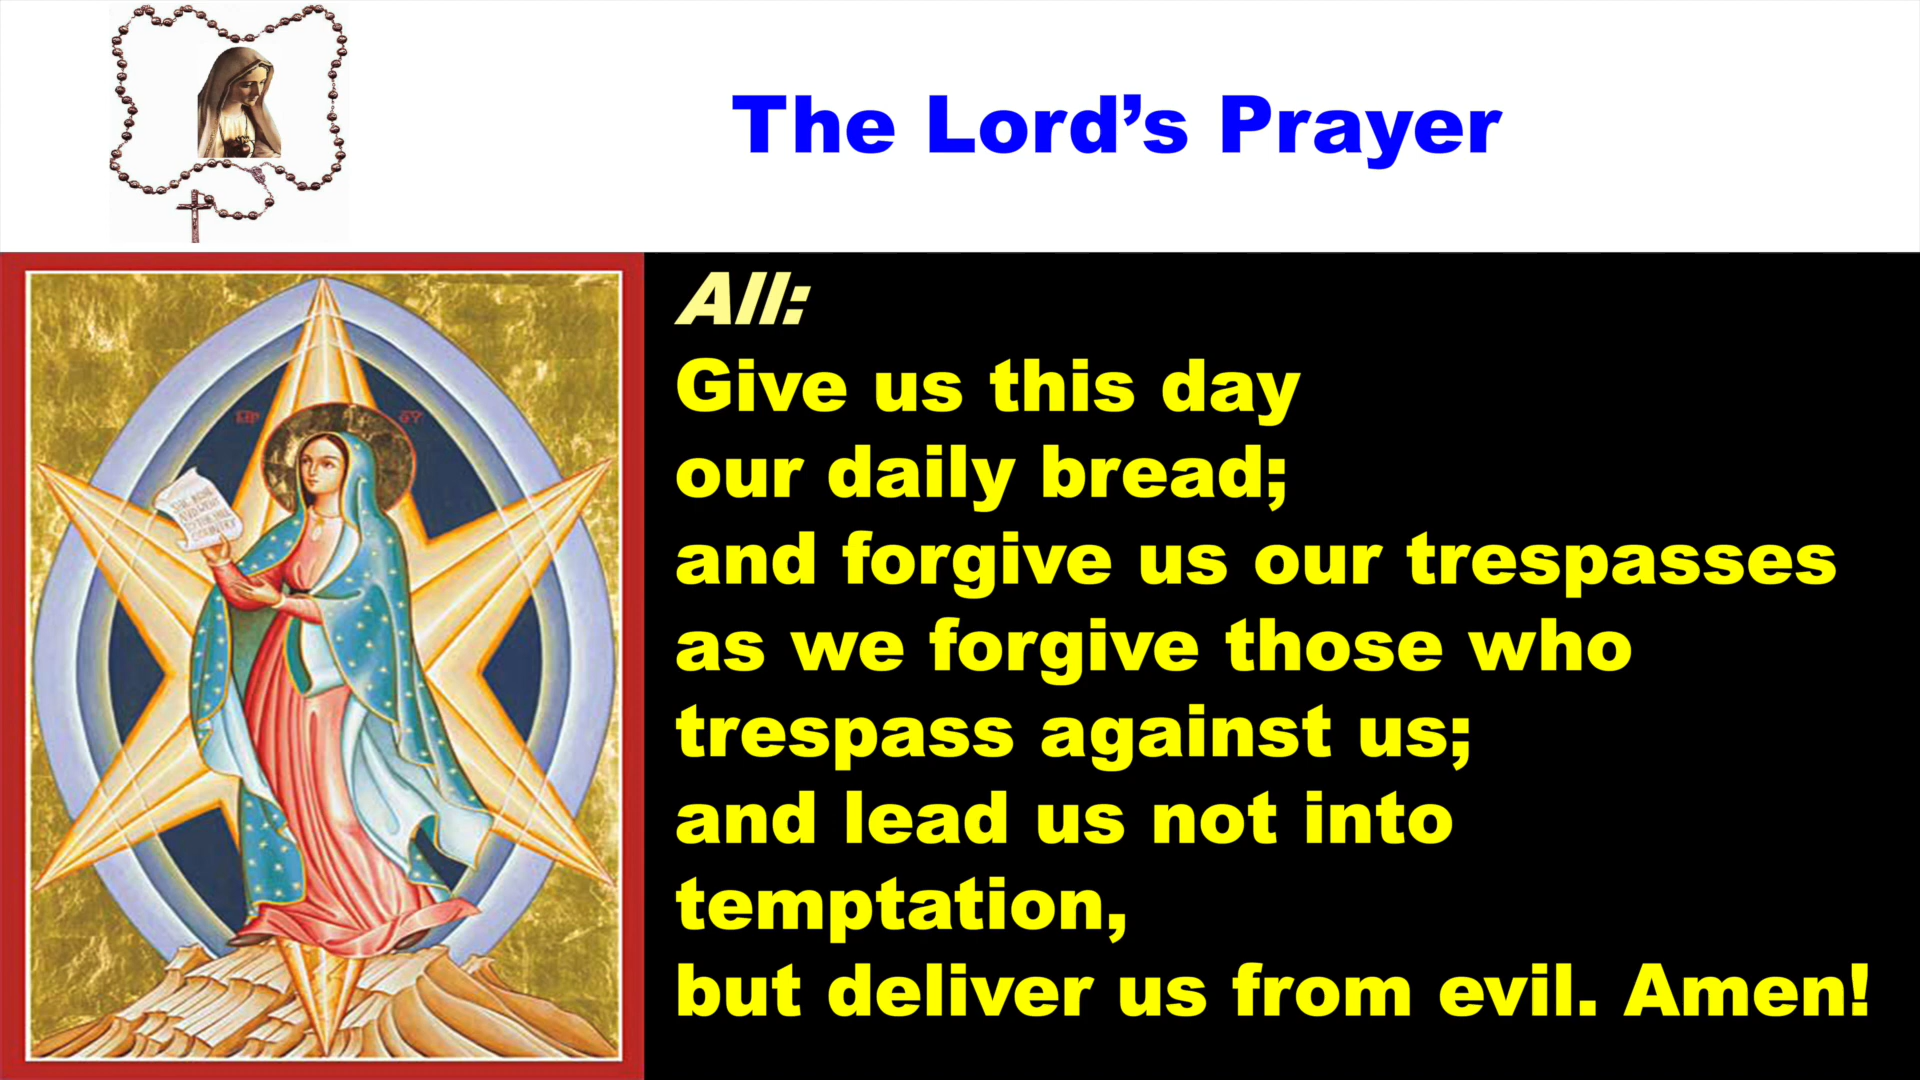 The Lord’s Prayer
All:
Give us this day
our daily bread;
and forgive us our trespasses
as we forgive those who
trespass against us;
and lead us not into
temptation,
but deliver us from evil. Amen!